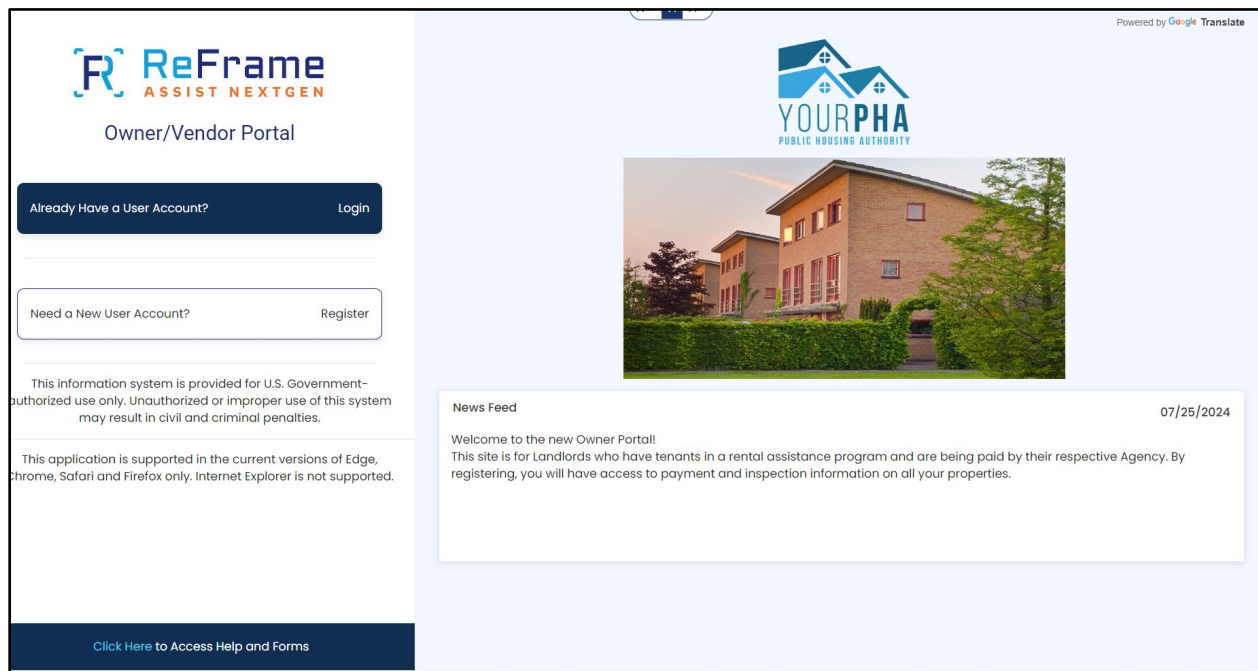 Powered by Google Translate
ReFrame
ASSIST NEXTGEN
Owner/Vendor Portal
Already Have a User Account? Login
Need a New User Account? Register
This information system is provided for U.S. Government-
authorized use only. Unauthorized or improper use of this system
may result in civil and criminal penalties.
This application is supported in the current versions of Edge,
Chrome, Safari and Firefox only. Internet Explorer is not supported.
Click Here to Access Help and Forms
YOURPHA
PUBLIC HOUSING AUTHORITY
News Feed 07/25/2024
Welcome to the new Owner Portal!
This site is for Landlords who have tenants in a rental assistance program and are being paid by their respective Agency. By
registering, you will have access to payment and inspection information on all your properties.